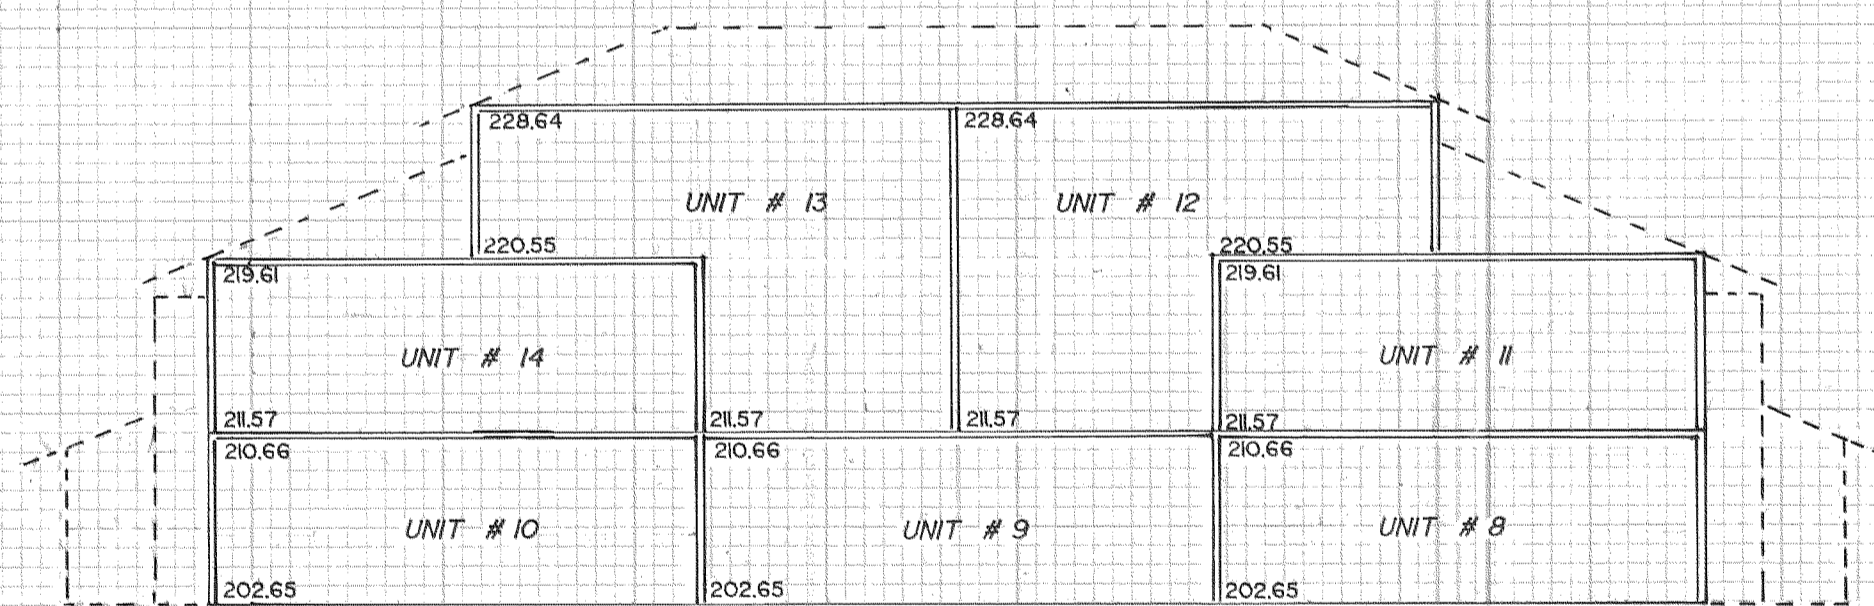 228.64 228.64
UNIT # 13 UNIT # 12
220.55 220.55
219.61 219.61
UNIT # 14 UNIT # 11
211.57 211.57 211.57 211.57
210.66 210.66 210.66
UNIT # 10 UNIT # 9 UNIT # 8
202.65 202.65 202.65